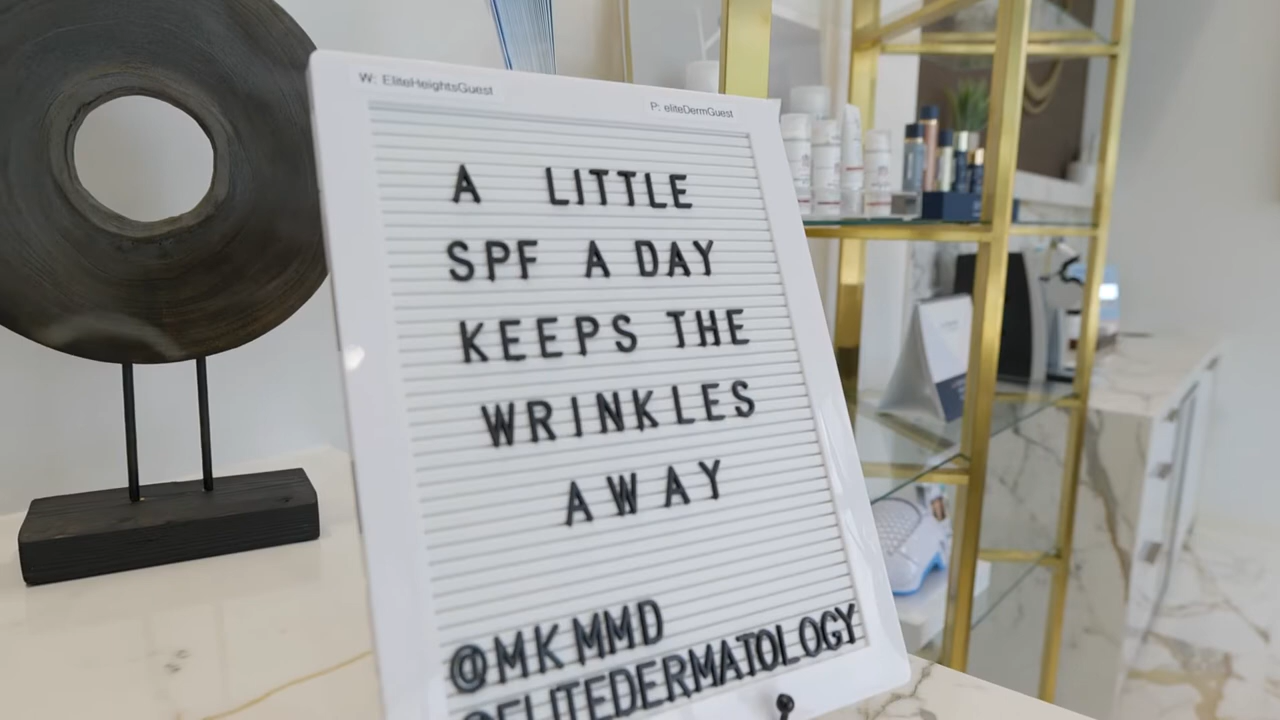 W: EliteHeightsGuest
P: eliteDermGuest
A LITTLE
SPF A DAY
KEEPS THE
WRINKLES
AWAY
@MKMMD
@ELITEDERMATOLOGY